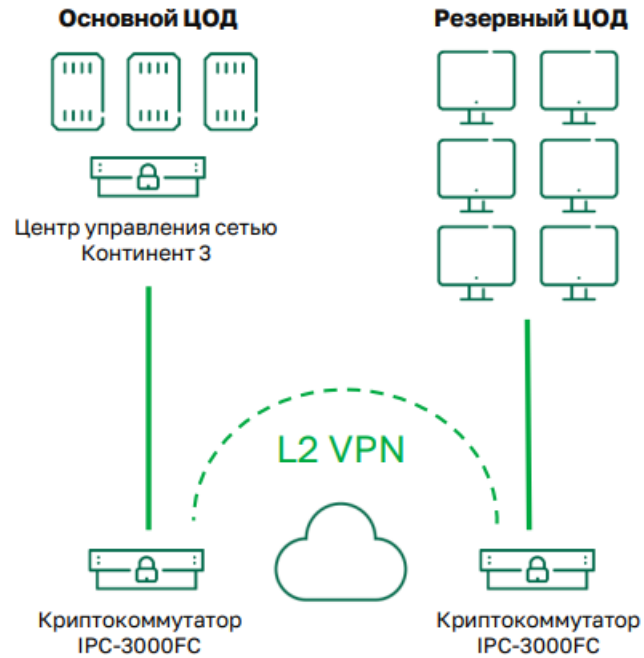 Основной ЦОД
Резервный ЦОД
Центр управления сетью
Континент 3
L2 VPN
Криптокоммутатор
IPC-3000FC
Криптокоммутатор
IPC-3000FC